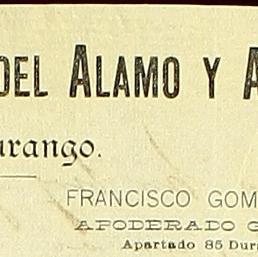 DEL ALAMO Y A
urango.
FRANCISCO GOM
APODERADO G
Apartado 85 Dur